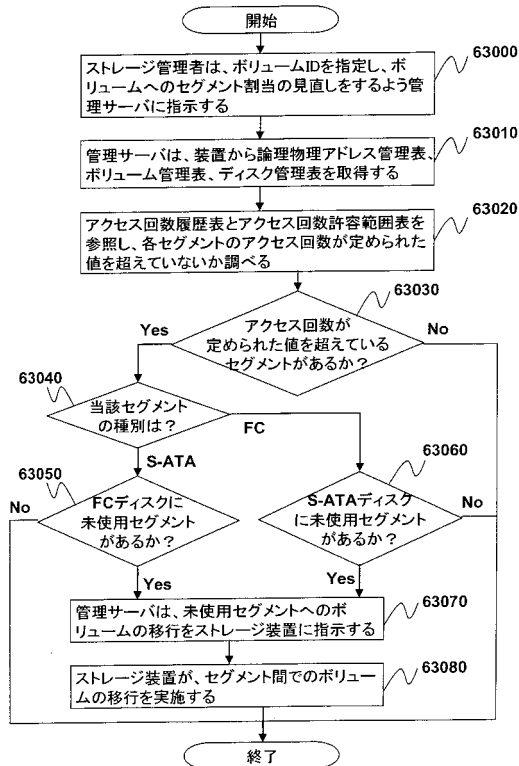 開始
63000
ストレージ管理者は、ボリュームIDを指定し、ボ
リュームへのセグメント割当の見直しをするよう管
理サーバに指示する
63010
管理サーバは、装置から論理物理アドレス管理表、
ボリューム管理表、ディスク管理表を取得する
63020
アクセス回数履歴表とアクセス回数許容範囲表を
参照し、各セグメントのアクセス回数が定められた
値を超えていないか調べる
63030
アクセス回数が
定められた値を超えている
セグメントがあるか?
Yes
No
63040
当該セグメント
の種別は?
FC
S-ATA
63050
FCディスクに
未使用セグメント
があるか?
No
Yes
63060
S-ATAディスク
に未使用セグメント
があるか?
No
Yes
63070
管理サーバは、未使用セグメントへのボ
リュームの移行をストレージ装置に指示する
63080
ストレージ装置が、セグメント間でのボリュー
ムの移行を実施する
終了